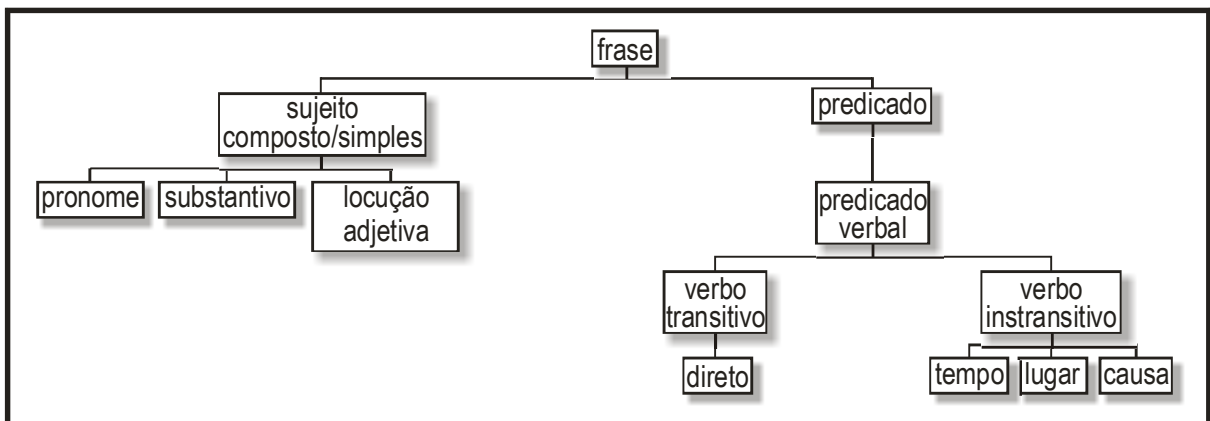 frase
sujeito
composto/simples
predicado
pronome
substantivo
locução
adjetiva
predicado
verbal
verbo
transitivo
verbo
instransitivo
direto
tempo
lugar
causa